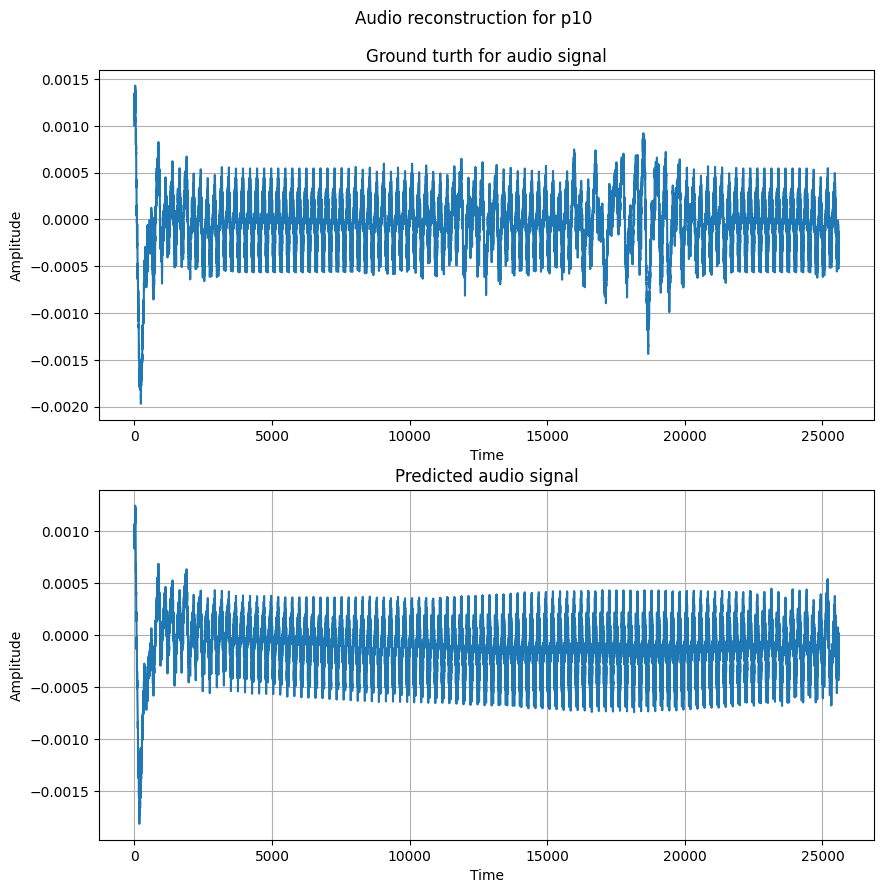 Audio reconstruction for p10
Ground turth for audio signal
0.0015
0.0010
0.0005
0.0000
−0.0005
−0.0010
−0.0015
−0.0020
Amplitude
0 5000 10000 15000 20000 25000
Time
Predicted audio signal
0.0010
0.0005
0.0000
−0.0005
−0.0010
−0.0015
Amplitude
0 5000 10000 15000 20000 25000
Time